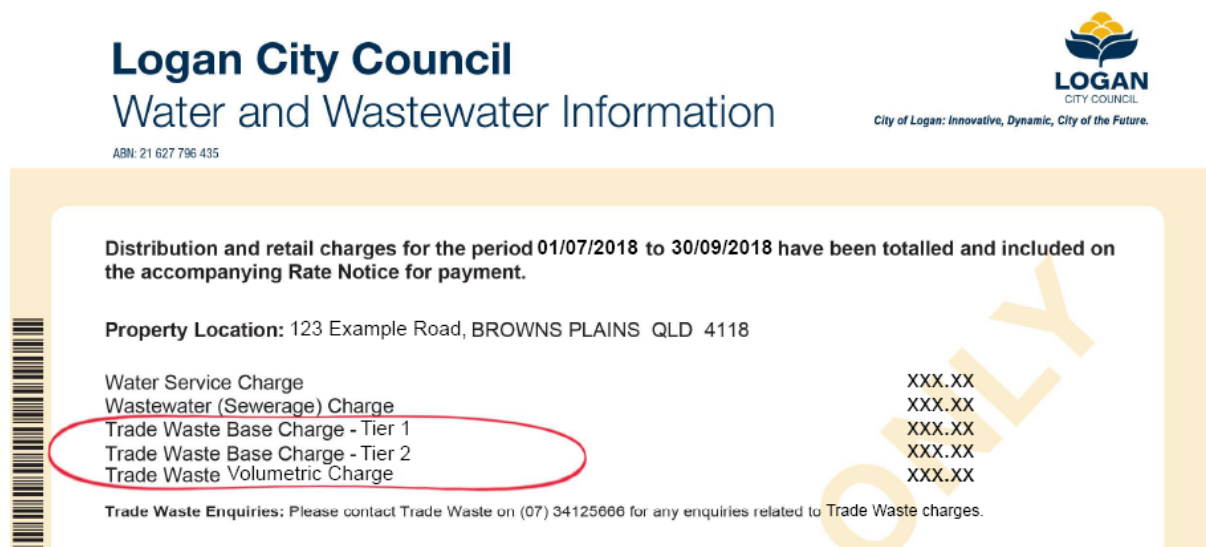 Logan City Council
Water and Wastewater Information
ABN: 21 627 796 435
LOGAN
CITY COUNCIL
City of Logan: Innovative, Dynamic, City of the Future.
Distribution and retail charges for the period 01/07/2018 to 30/09/2018 have been totalled and included on
the accompanying Rate Notice for payment.
Property Location: 123 Example Road, BROWNS PLAINS QLD 4118
Water Service Charge XXX.XX
Wastewater (Sewerage) Charge XXX.XX
Trade Waste Base Charge - Tier 1 XXX.XX
Trade Waste Base Charge - Tier 2 XXX.XX
Trade Waste Volumetric Charge XXX.XX
Trade Waste Enquiries: Please contact Trade Waste on (07) 34125666 for any enquiries related to Trade Waste charges.
ONLY